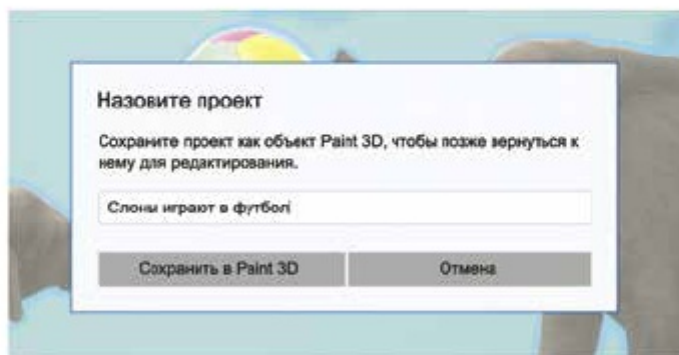 Назовите проект
Сохраните проект как объект Paint 3D, чтобы позже вернуться к
нему для редактирования.
Слоны играют в футбол
Сохранить в Paint 3D
Отмена